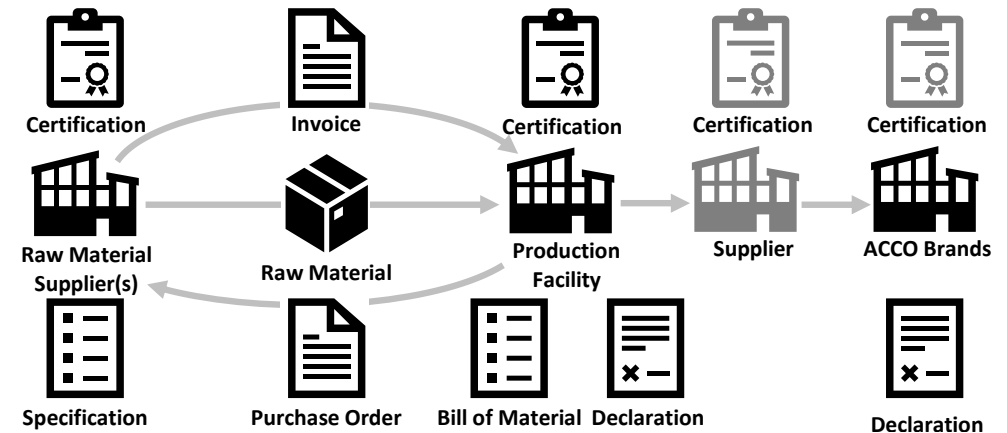 Certification
Invoice
Certification
Certification
Certification
Raw Material
Supplier(s)
Raw Material
Production
Facility
Supplier
ACCO Brands
Specification
Purchase Order
Bill of Material
Declaration
Declaration